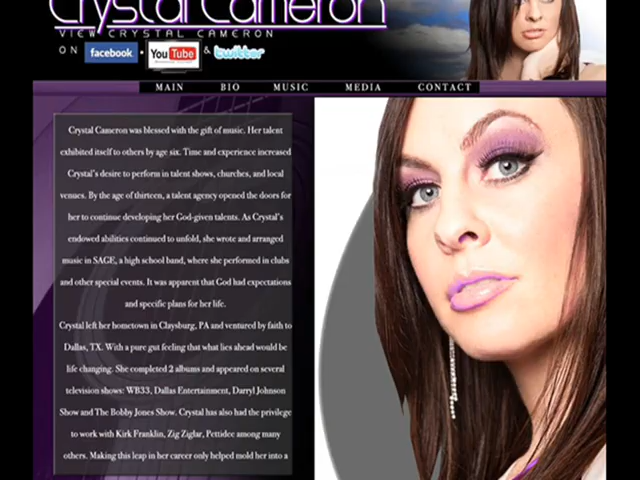 Crystal Cameron
VIEW CRYSTAL CAMERON
ON facebook • YouTube & twitter
MAIN BIO MUSIC MEDIA CONTACT
Crystal Cameron was blessed with the gift of music. Her talent
exhibited itself to others by age six. Time and experience increased
Crystal's desire to perform in talent shows, churches, and local
venues. By the age of thirteen, a talent agency opened the doors for
her to continue developing her God-given talents. As Crystal's
endowed abilities continued to unfold, she wrote and arranged
music in SAGE, a high school band, where she performed in clubs
and other special events. It was apparent that God had expectations
and specific plans for her life.
Crystal left her hometown in Claysburg, PA and ventured by faith to
Dallas, TX. With a pure gut feeling that what lies ahead would be
life changing. She completed 2 albums and appeared on several
television shows: WB33, Dallas Entertainment, Darryl Johnson
Show and The Bobby Jones Show. Crystal has also had the privilege
to work with Kirk Franklin, Zig Ziglar, Pettidee among many
others. Making this leap in her career only helped mold her into a